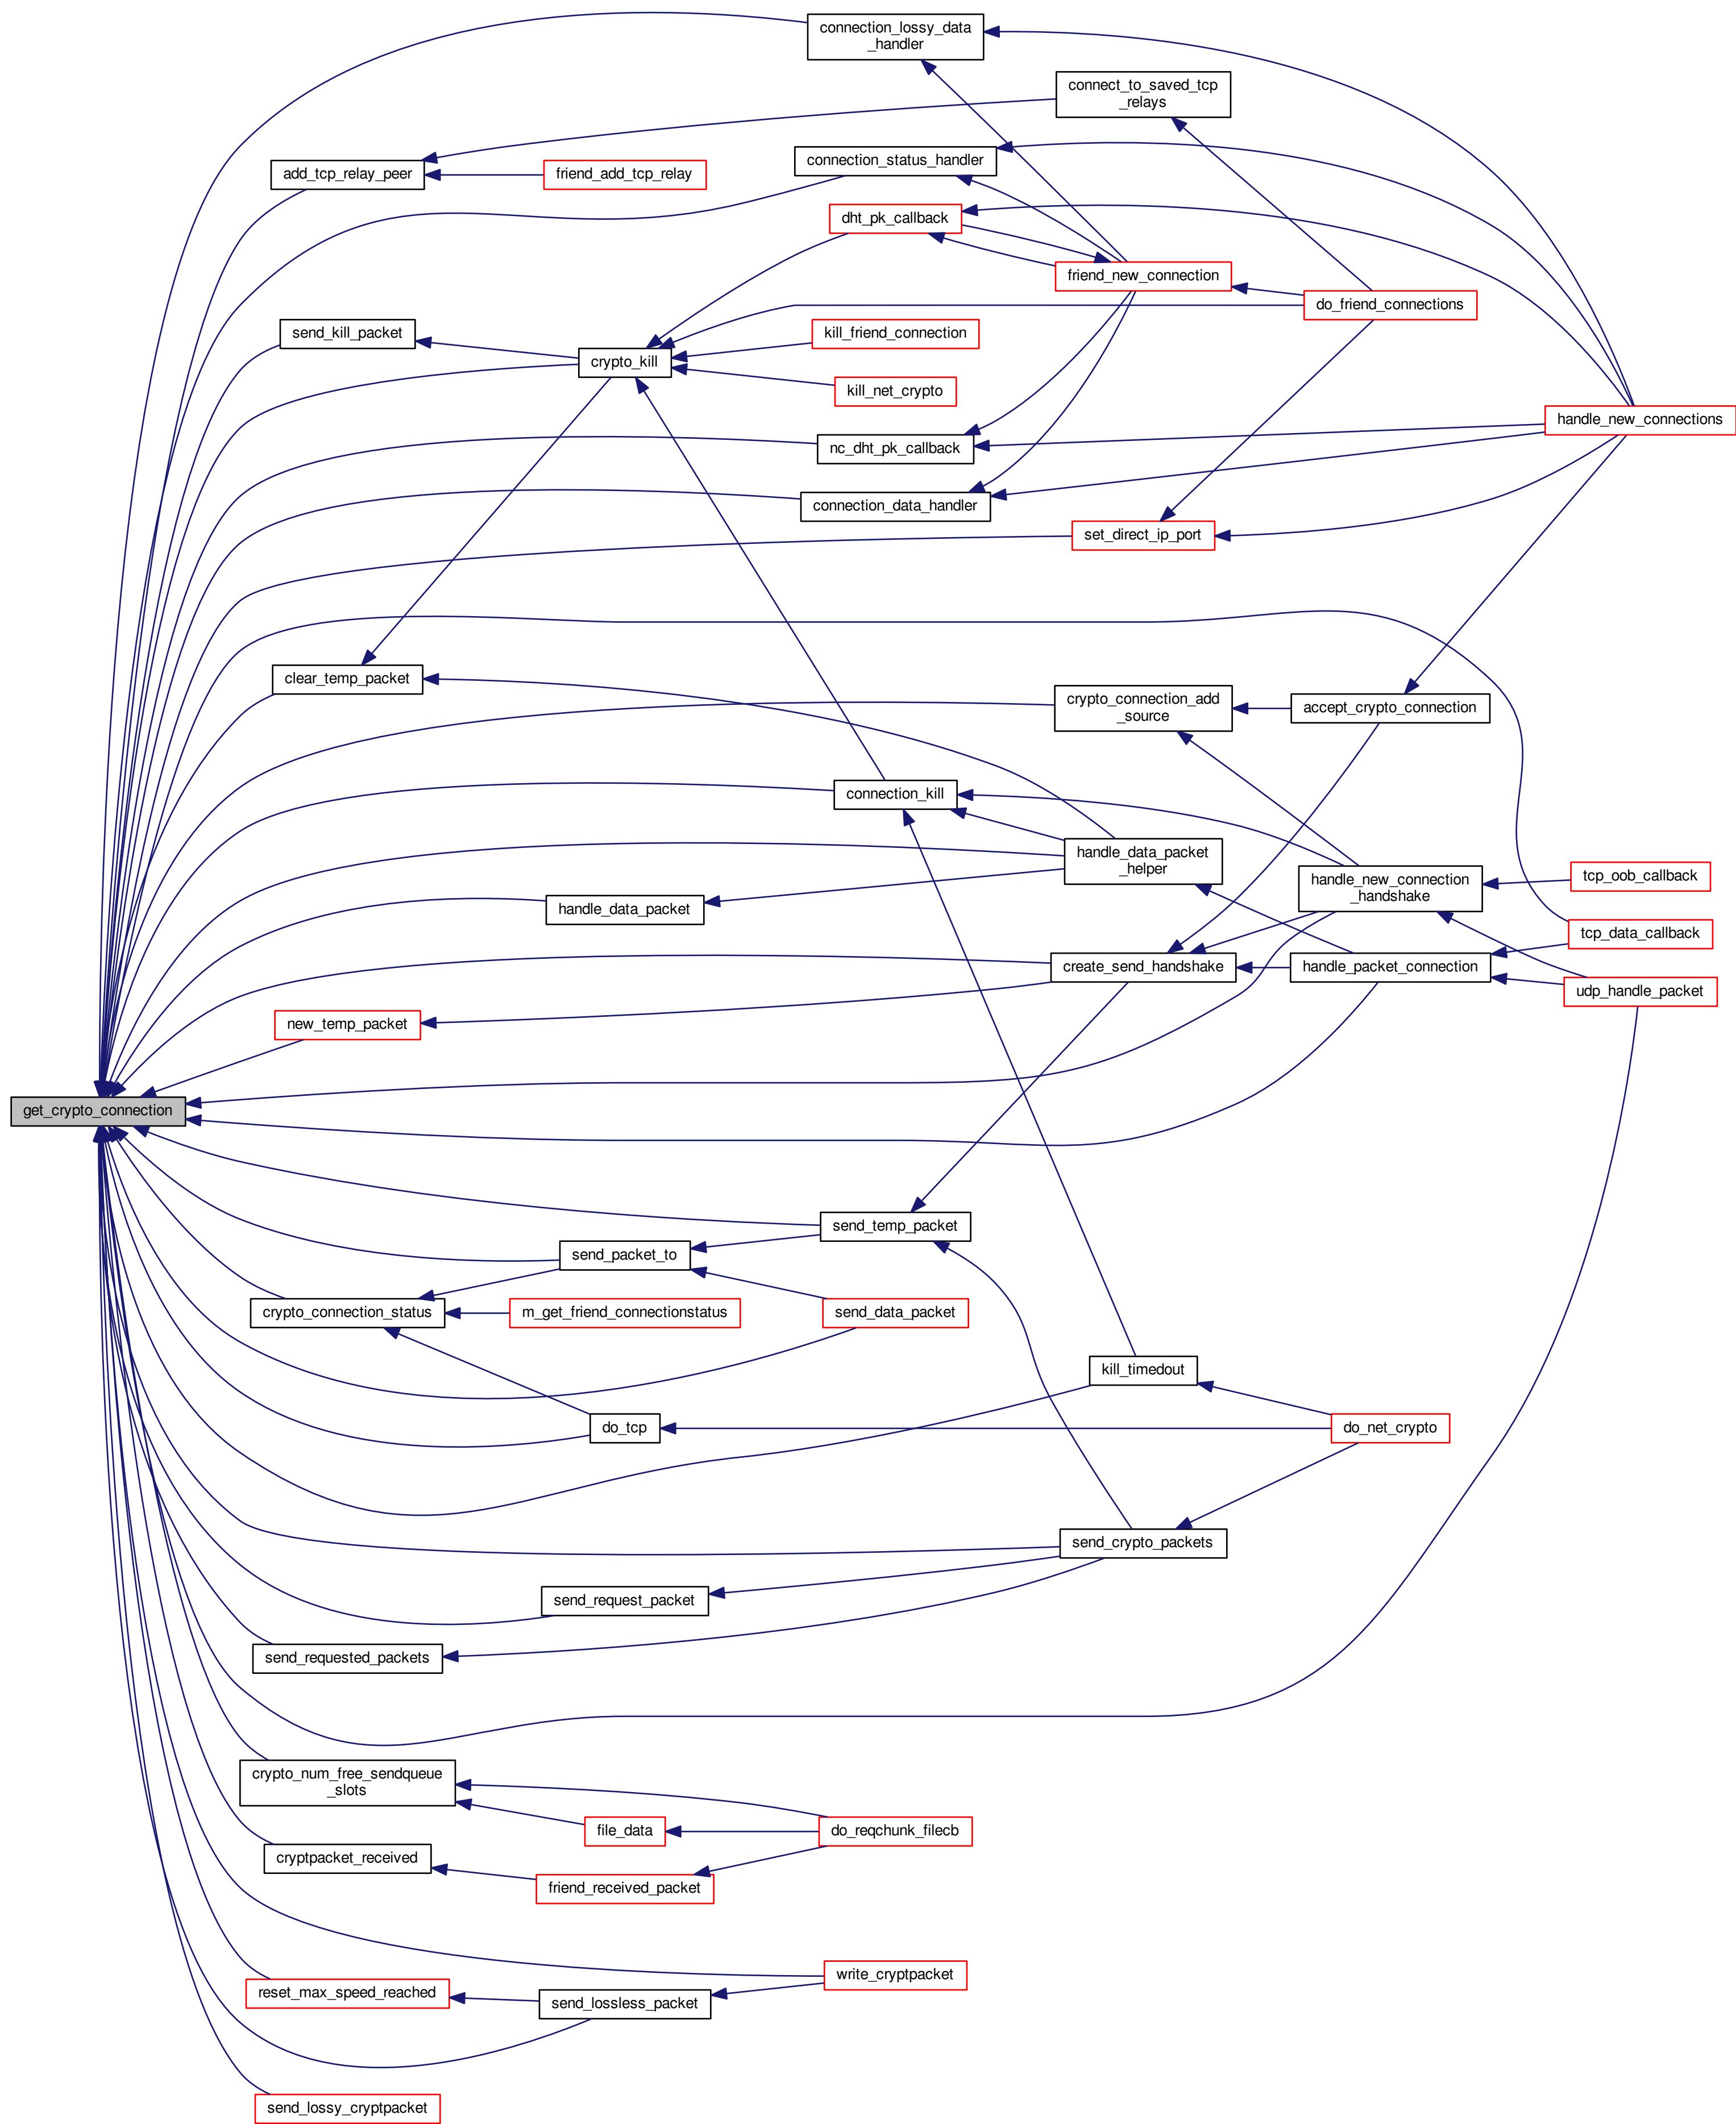 connection_lossy_data
_handler
connect_to_saved_tcp
_relays
connection_status_handler
add_tcp_relay_peer
friend_add_tcp_relay
dht_pk_callback
friend_new_connection
do_friend_connections
send_kill_packet
kill_friend_connection
crypto_kill
kill_net_crypto
handle_new_connections
nc_dht_pk_callback
connection_data_handler
set_direct_ip_port
clear_temp_packet
crypto_connection_add
_source
accept_crypto_connection
connection_kill
handle_data_packet
_helper
handle_new_connection
_handshake
tcp_oob_callback
handle_data_packet
tcp_data_callback
create_send_handshake
handle_packet_connection
udp_handle_packet
new_temp_packet
get_crypto_connection
send_temp_packet
send_packet_to
crypto_connection_status
m_get_friend_connectionstatus
send_data_packet
kill_timedout
do_tcp
do_net_crypto
send_crypto_packets
send_request_packet
send_requested_packets
crypto_num_free_sendqueue
_slots
file_data
do_reqchunk_filecb
cryptpacket_received
friend_received_packet
write_cryptpacket
reset_max_speed_reached
send_lossless_packet
send_lossy_cryptpacket